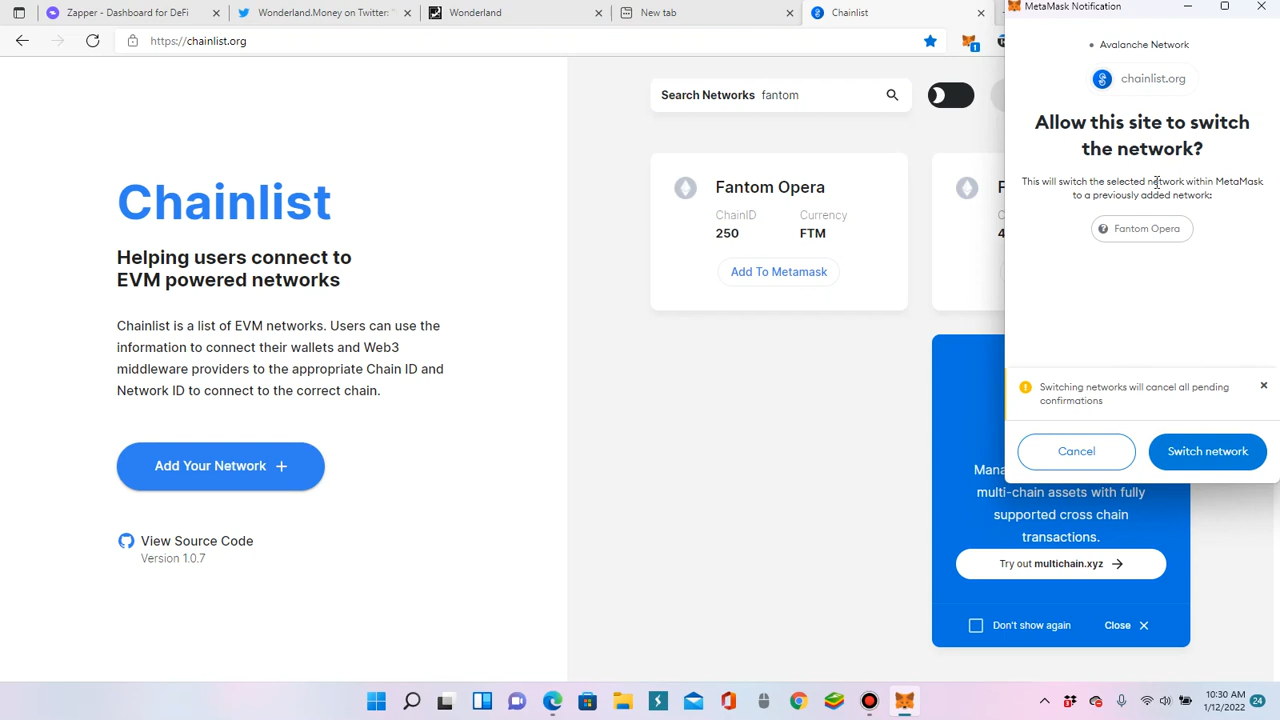 Zapper - Dashboard for DeFi
Wonderland.Money on Twitter: "
Wonderland
New tab
Chainlist
MetaMask Notification
https://chainlist.org
1
Search Networks fantom
Chainlist
Helping users connect to
EVM powered networks
Chainlist is a list of EVM networks. Users can use the
information to connect their wallets and Web3
middleware providers to the appropriate Chain ID and
Network ID to connect to the correct chain.
Add Your Network +
View Source Code
Version 1.0.7
Fantom Opera
ChainID Currency
250 FTM
Add To Metamask
F
C
4
multi-chain assets with fully
supported cross chain
transactions.
Try out multichain.xyz →
Don't show again
Close ×
Avalanche Network
chainlist.org
Allow this site to switch
the network?
This will switch the selected network within MetaMask
to a previously added network:
Fantom Opera
Switching networks will cancel all pending
confirmations
Cancel
Switch network
10:30 AM
1/12/2022
24
3